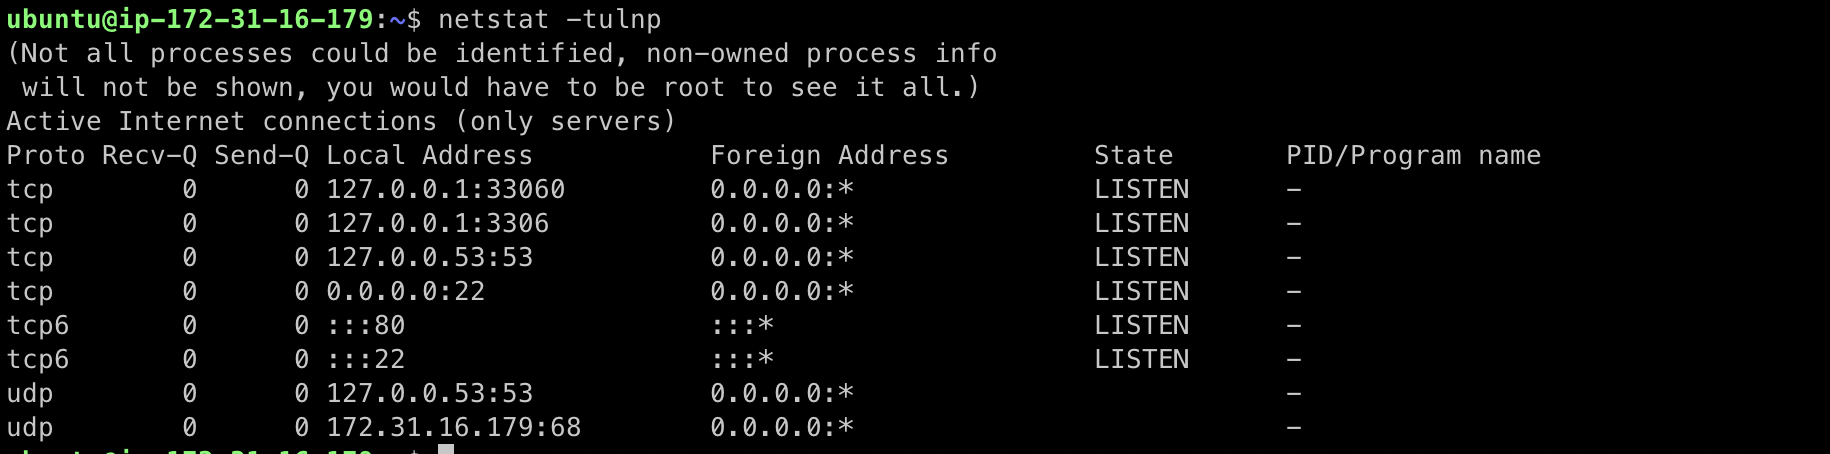 ubuntu@ip-172-31-16-179:~$ netstat -tulnp
(Not all processes could be identified, non-owned process info
 will not be shown, you would have to be root to see it all.)
Active Internet connections (only servers)
Proto Recv-Q Send-Q Local Address           Foreign Address         State       PID/Program name
tcp        0      0 127.0.0.1:33060         0.0.0.0:*               LISTEN      -
tcp        0      0 127.0.0.1:3306          0.0.0.0:*               LISTEN      -
tcp        0      0 127.0.0.53:53           0.0.0.0:*               LISTEN      -
tcp        0      0 0.0.0.0:22              0.0.0.0:*               LISTEN      -
tcp6       0      0 :::80                   :::*                    LISTEN      -
tcp6       0      0 :::22                   :::*                    LISTEN      -
udp        0      0 127.0.0.53:53           0.0.0.0:*                           -
udp        0      0 172.31.16.179:68        0.0.0.0:*                           -
ubuntu@ip-172-31-16-179:~$